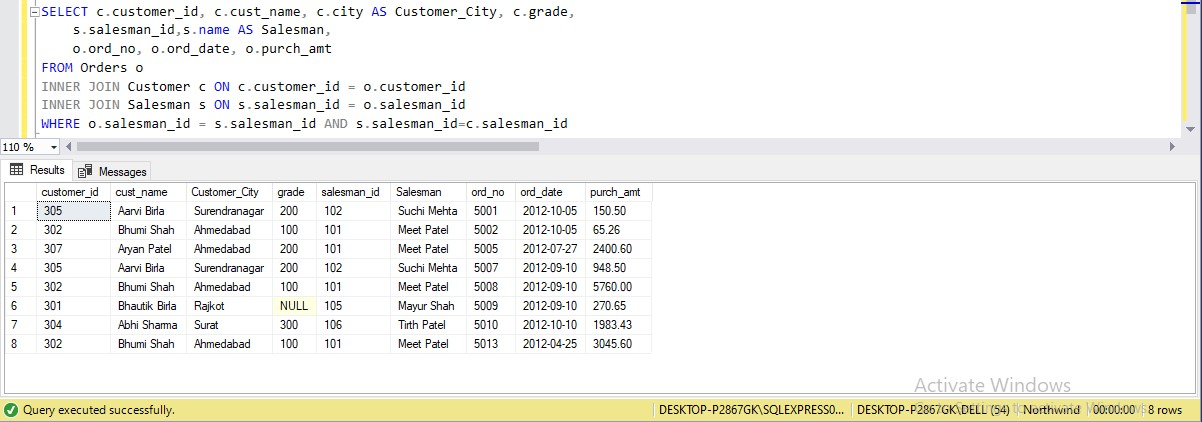 SELECT c.customer_id, c.cust_name, c.city AS Customer_City, c.grade,
s.salesman_id,s.name AS Salesman,
o.ord_no, o.ord_date, o.purch_amt
FROM Orders o
INNER JOIN Customer c ON c.customer_id = o.customer_id
INNER JOIN Salesman s ON s.salesman_id = o.salesman_id
WHERE o.salesman_id = s.salesman_id AND s.salesman_id=c.salesman_id
110 %
Results Messages
customer_id cust_name Customer_City grade salesman_id Salesman ord_no ord_date purch_amt
1 305 Aarvi Birla Surendranagar 200 102 Suchi Mehta 5001 2012-10-05 150.50
2 302 Bhumi Shah Ahmedabad 100 101 Meet Patel 5002 2012-10-05 65.26
3 307 Aryan Patel Ahmedabad 200 101 Meet Patel 5005 2012-07-27 2400.60
4 305 Aarvi Birla Surendranagar 200 102 Suchi Mehta 5007 2012-09-10 948.50
5 302 Bhumi Shah Ahmedabad 100 101 Meet Patel 5008 2012-09-10 5760.00
6 301 Bhautik Birla Rajkot NULL 105 Mayur Shah 5009 2012-09-10 270.65
7 304 Abhi Sharma Surat 300 106 Tirth Patel 5010 2012-10-10 1983.43
8 302 Bhumi Shah Ahmedabad 100 101 Meet Patel 5013 2012-04-25 3045.60
Activate Windows
Go to Settings to activate Windows.
Query executed successfully. DESKTOP-P2867GK\SQLEXPRESS0... DESKTOP-P2867GK\DELL (54) Northwind 00:00:00 8 rows